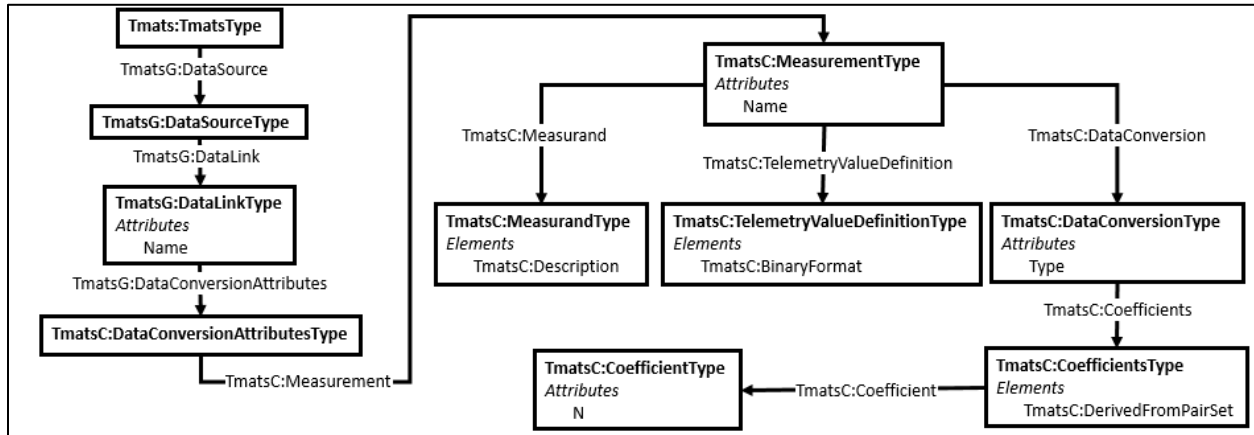 Tmats:TmatsType
TmatsG:DataSource
TmatsG:DataSourceType
TmatsG:DataLink
TmatsG:DataLinkType
Attributes
Name
TmatsG:DataConversionAttributes
TmatsC:DataConversionAttributesType
TmatsC:Measurement
TmatsC:MeasurementType
Attributes
Name
TmatsC:Measurand
TmatsC:TelemetryValueDefinition
TmatsC:DataConversion
TmatsC:MeasurandType
Elements
TmatsC:Description
TmatsC:TelemetryValueDefinitionType
Elements
TmatsC:BinaryFormat
TmatsC:DataConversionType
Attributes
Type
TmatsC:Coefficients
TmatsC:CoefficientsType
Elements
TmatsC:DerivedFromPairSet
TmatsC:Coefficient
TmatsC:CoefficientType
Attributes
N